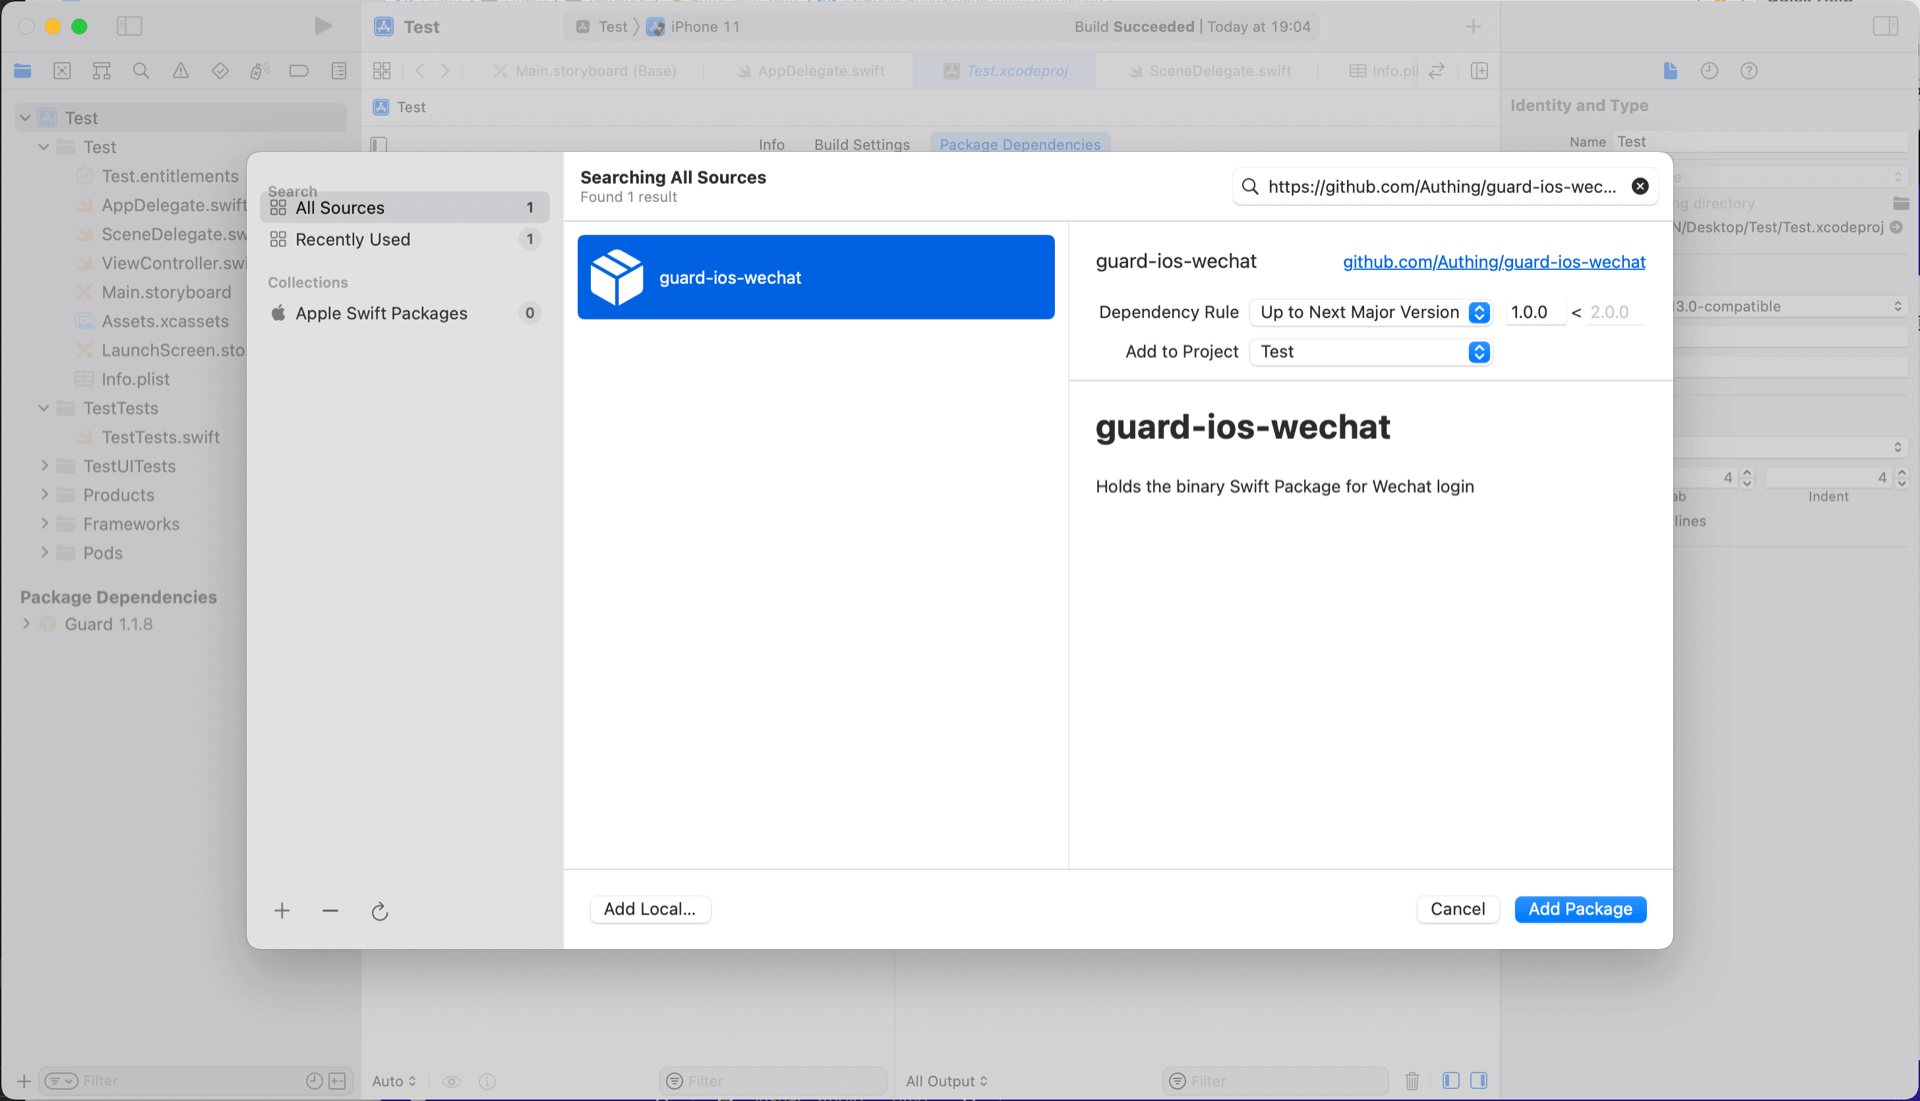 Test
Test
iPhone 11
Build Succeeded | Today at 19:04
Main.storyboard (Base)
AppDelegate.swift
Test.xcodeproj
SceneDelegate.swift
Info.pli
Test
Info
Build Settings
Package Dependencies
Test
Test
Test.entitlements
AppDelegate.swift
SceneDelegate.sw
ViewController.swi
Main.storyboard
Assets.xcassets
LaunchScreen.sto
Info.plist
TestTests
TestTests.swift
TestUITests
Products
Frameworks
Pods
Package Dependencies
Guard 1.1.8
Search
All Sources 1
Recently Used 1
Collections
Apple Swift Packages 0
Searching All Sources
Found 1 result
https://github.com/Authing/guard-ios-wec...
guard-ios-wechat
guard-ios-wechat
github.com/Authing/guard-ios-wechat
Dependency Rule Up to Next Major Version 1.0.0 < 2.0.0
Add to Project Test
guard-ios-wechat
Holds the binary Swift Package for Wechat login
Add Local...
Cancel
Add Package
Identity and Type
Name Test
ng directory
N/Desktop/Test/Test.xcodeproj
3.0-compatible
4 4
ab Indent
lines
Filter
Auto
Filter
All Output
Filter